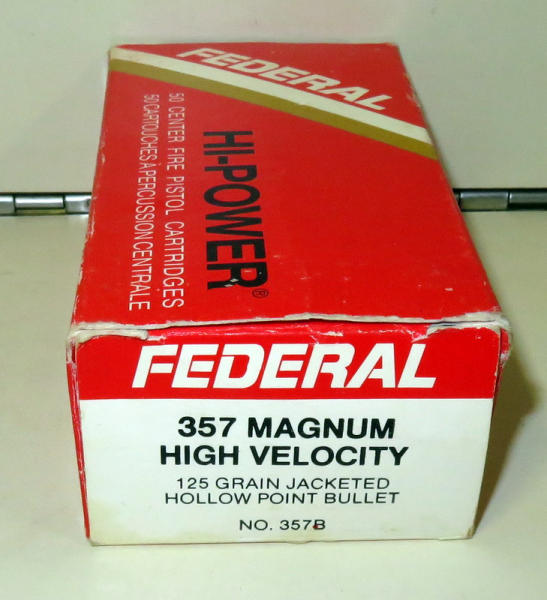 FEDERAL
HI-POWER®
50 CENTER FIRE PISTOL CARTRIDGES
50 CARTOUCHES À PERCUSSION CENTRALE
FEDERAL
357 MAGNUM
HIGH VELOCITY
125 GRAIN JACKETED
HOLLOW POINT BULLET
NO. 357B